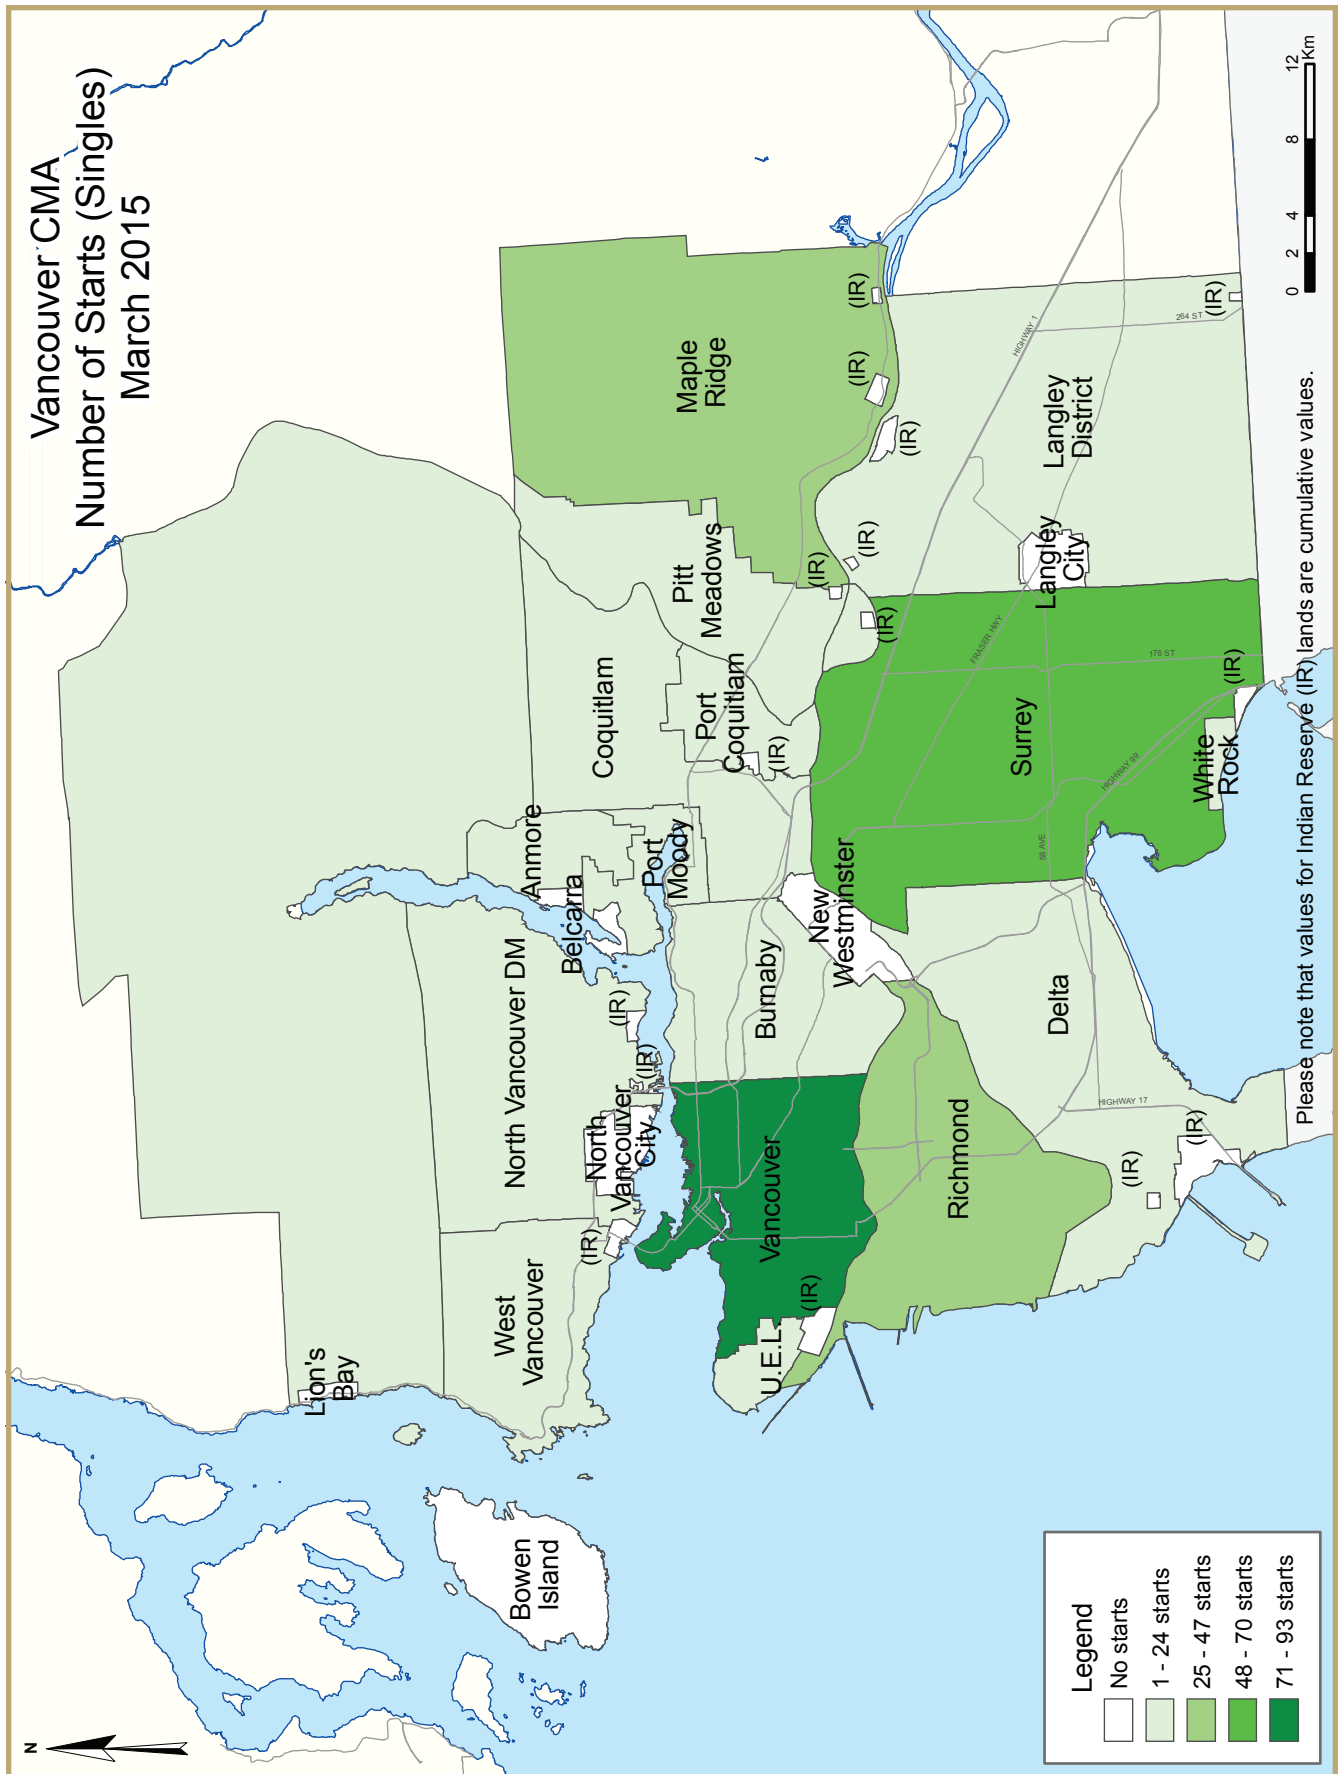 Vancouver CMA
Number of Starts (Singles)
March 2015
N
Lion's
Bay
Bowen
Island
West
Vancouver
North Vancouver DM
North
Vancouver
City
(IR)
(IR)
(IR)
Anmore
Belcarra
Port
Moody
Coquitlam
Port
Coquitlam
(IR)
Pitt
Meadows
Maple
Ridge
(IR)
(IR)
(IR)
(IR)
(IR)
(IR)
U.E.L.
(IR)
Vancouver
Burnaby
New
Westminster
Richmond
Delta
(IR)
(IR)
HIGHWAY 17
Surrey
FRASER HWY
176 ST
58 AVE
HIGHWAY 99
White
Rock
(IR)
Langley
City
Langley
District
HIGHWAY 1
264 ST
(IR)
Legend
No starts
1 - 24 starts
25 - 47 starts
48 - 70 starts
71 - 93 starts
Please note that values for Indian Reserve (IR) lands are cumulative values.
0 2 4 8 12
Km